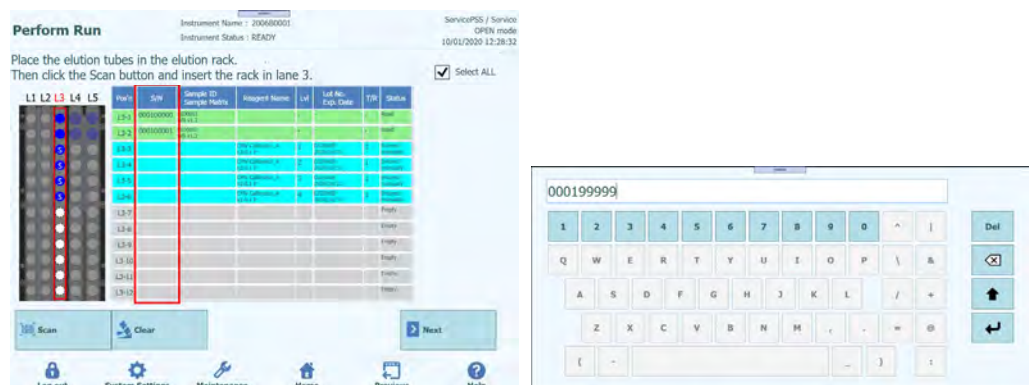 Perform Run
Instrument Name : 200680001
Instrument Status : READY
ServicePSS / Service
OPEN mode
10/01/2020 12:28:32
Place the elution tubes in the elution rack.
Then click the Scan button and insert the rack in lane 3.
Select ALL
L1 L2 L3 L4 L5
Pos'n S/N Sample ID Sample Matrix Reagent Name Lvl Lot No. Exp. Date T/R Status
L3-1 000100000
L3-2 000100001
L3-3
L3-4
L3-5
L3-6
L3-7 Empty
L3-8 Empty
L3-9 Empty
L3-10 Empty
L3-11 Empty
L3-12 Empty
Scan
Clear
Next
Log out
System Settings
Maintenance
Home
Previous
Help
000199999
1 2 3 4 5 6 7 8 9 0 ^ | Del
Q W E R T Y U I O P \ &
A S D F G H J K L / +
Z X C V B N M , . = @
( - _ ) :